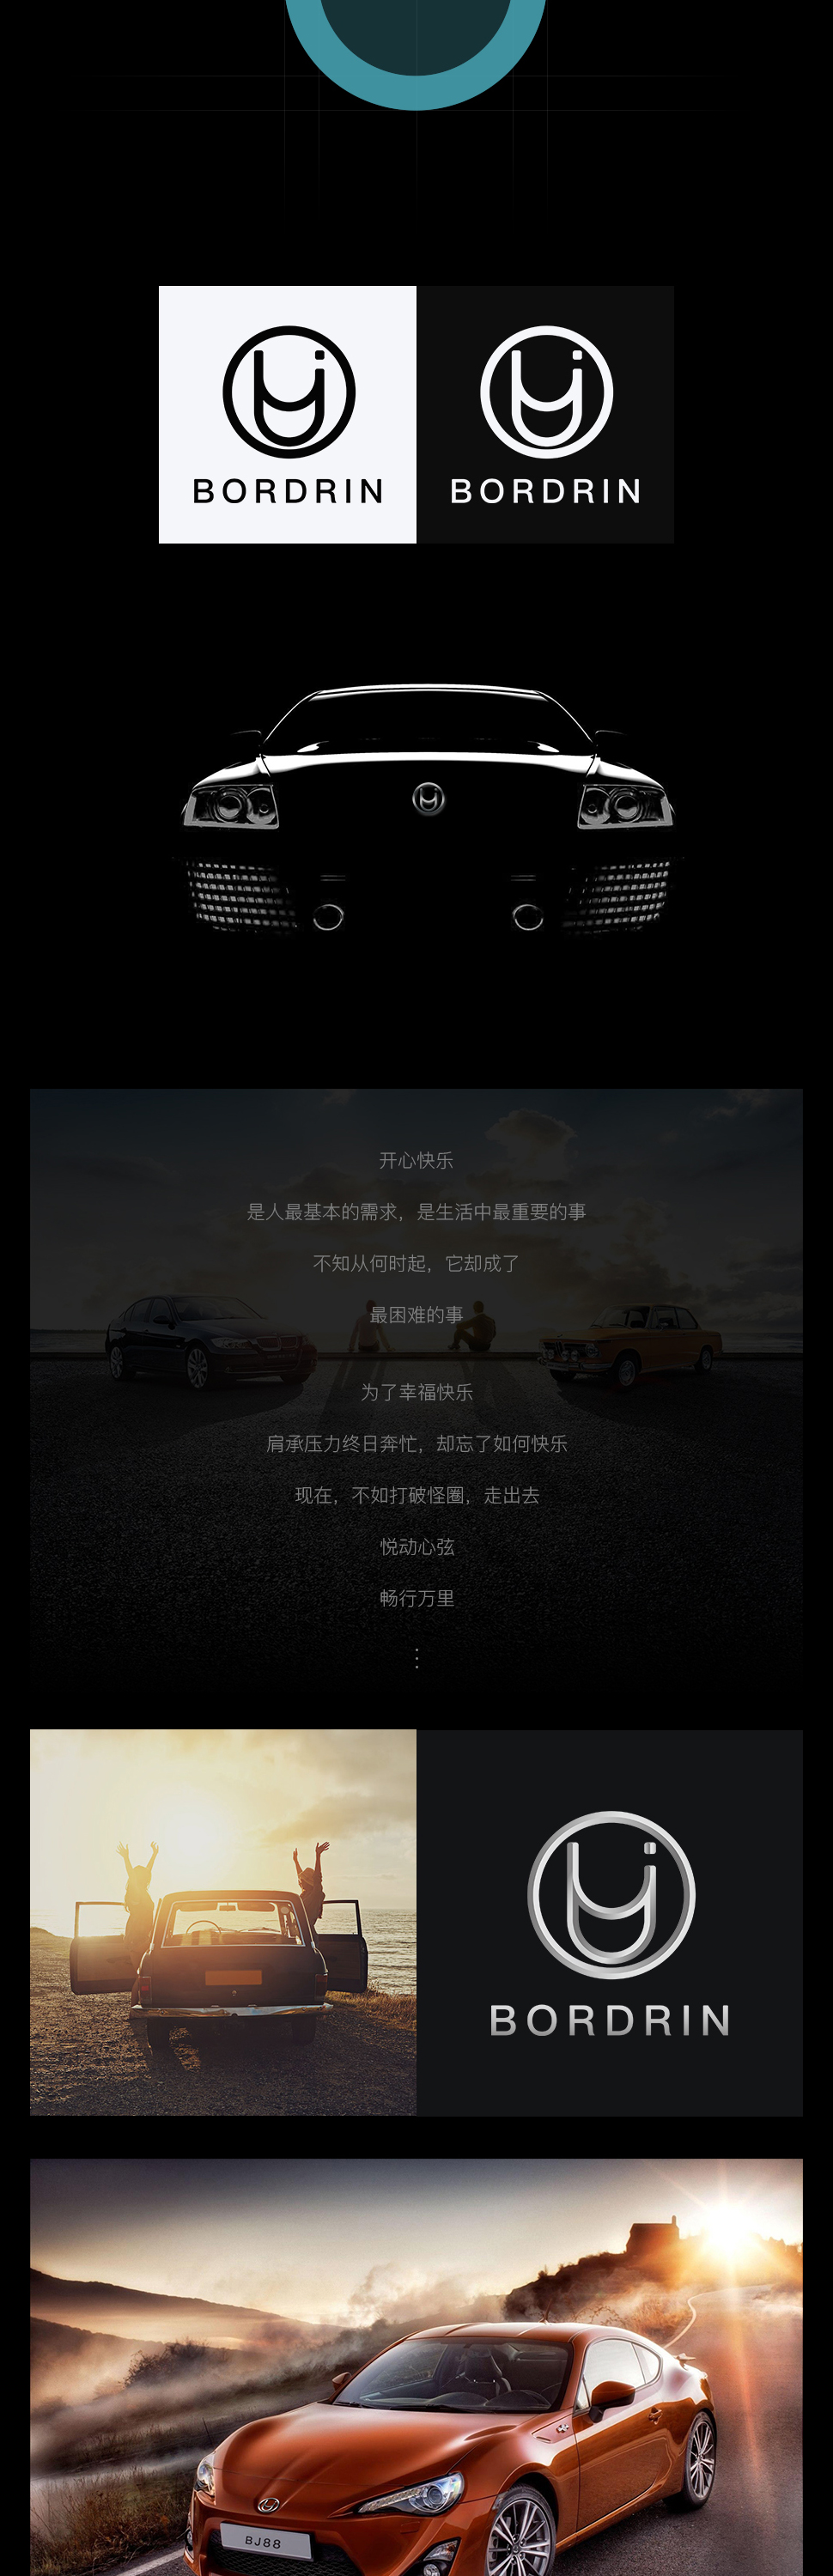 BORDRIN
BORDRIN
开心快乐
是人最基本的需求，是生活中最重要的事
不知从何时起，它却成了
最困难的事
为了幸福快乐
肩承压力终日奔忙，却忘了如何快乐
现在，不如打破怪圈，走出去
悦动心弦
畅行万里
BORDRIN
BJ88